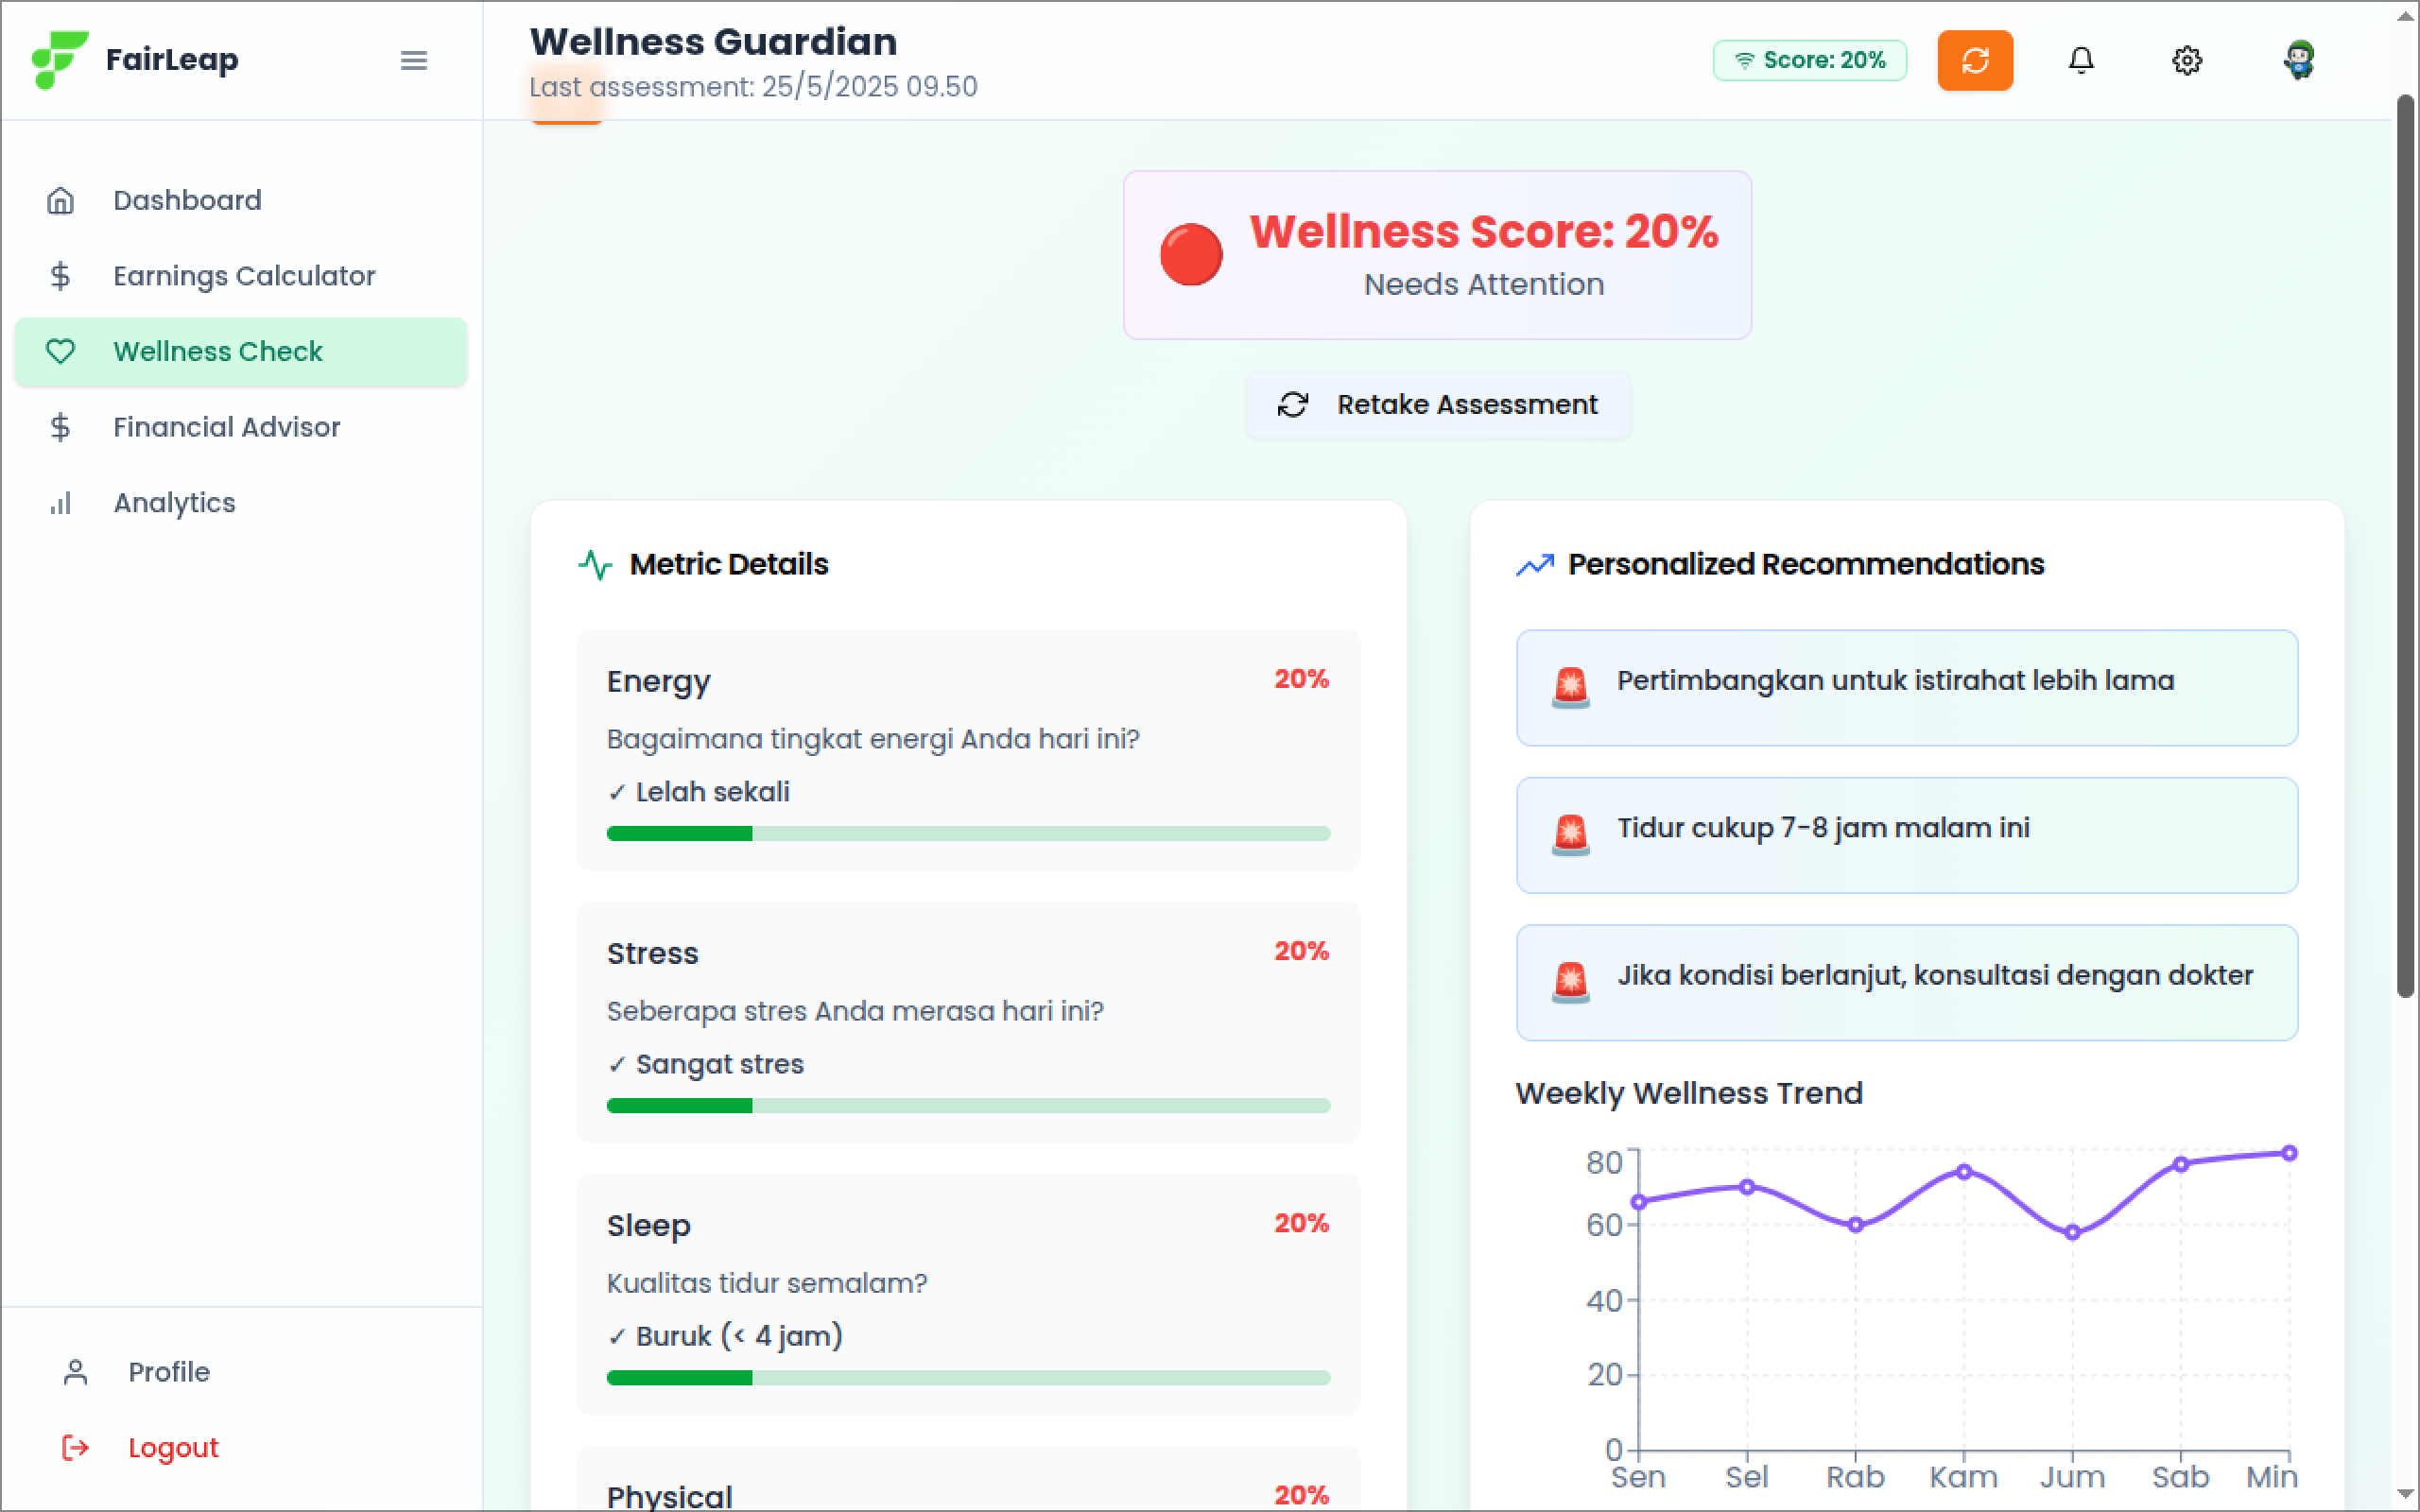 FairLeap
Dashboard
Earnings Calculator
Wellness Check
Financial Advisor
Analytics
Profile
Logout
Wellness Guardian
Last assessment: 25/5/2025 09.50
Score: 20%
Wellness Score: 20%
Needs Attention
Retake Assessment
Metric Details
Energy 20%
Bagaimana tingkat energi Anda hari ini?
✓ Lelah sekali
Stress 20%
Seberapa stres Anda merasa hari ini?
✓ Sangat stres
Sleep 20%
Kualitas tidur semalam?
✓ Buruk (< 4 jam)
Physical 20%
Personalized Recommendations
Pertimbangkan untuk istirahat lebih lama
Tidur cukup 7-8 jam malam ini
Jika kondisi berlanjut, konsultasi dengan dokter
Weekly Wellness Trend
80
60
40
20
0
Sen Sel Rab Kam Jum Sab Min